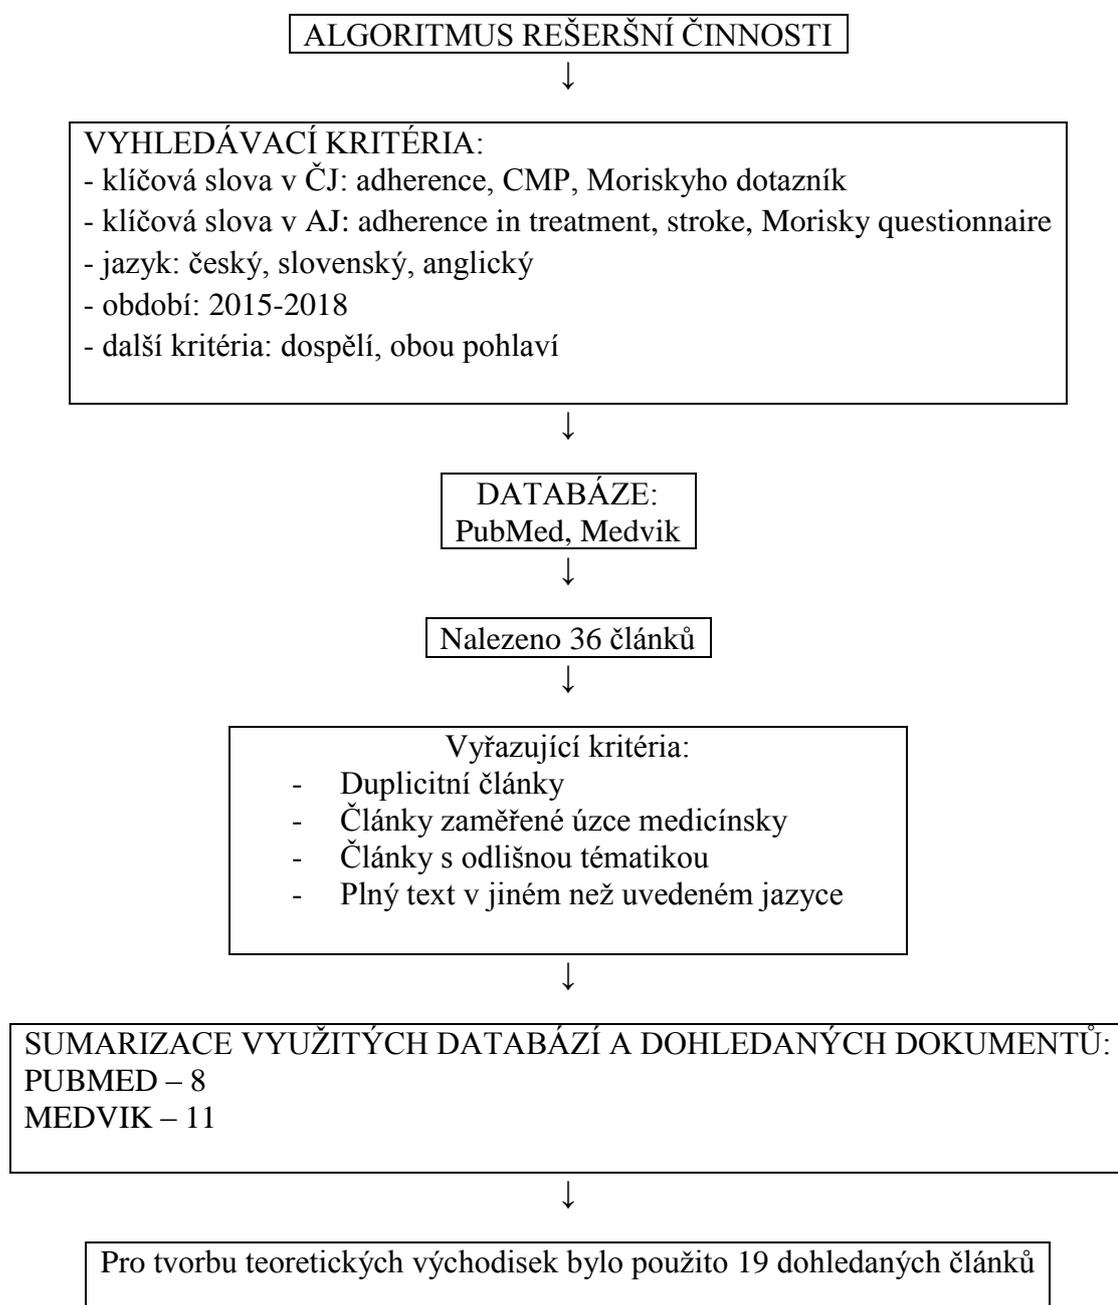 ALGORITMUS REŠERŠNÍ ČINNOSTI
↓
VYHLEDÁVACÍ KRITÉRIA:
- klíčová slova v ČJ: adherence, CMP, Moriskyho dotazník
- klíčová slova v AJ: adherence in treatment, stroke, Morisky questionnaire
- jazyk: český, slovenský, anglický
- období: 2015-2018
- další kritéria: dospělí, obou pohlaví
↓
DATABÁZE:
PubMed, Medvik
↓
Nalezeno 36 článků
↓
Vyřazující kritéria:
- Duplicitní články
- Články zaměřené úzce medicínsky
- Články s odlišnou tématikou
- Plný text v jiném než uvedeném jazyce
↓
SUMARIZACE VYUŽITÝCH DATABÁZÍ A DOHLEDANÝCH DOKUMENTŮ:
PUBMED – 8
MEDVIK – 11
↓
Pro tvorbu teoretických východisek bylo použito 19 dohledaných článků